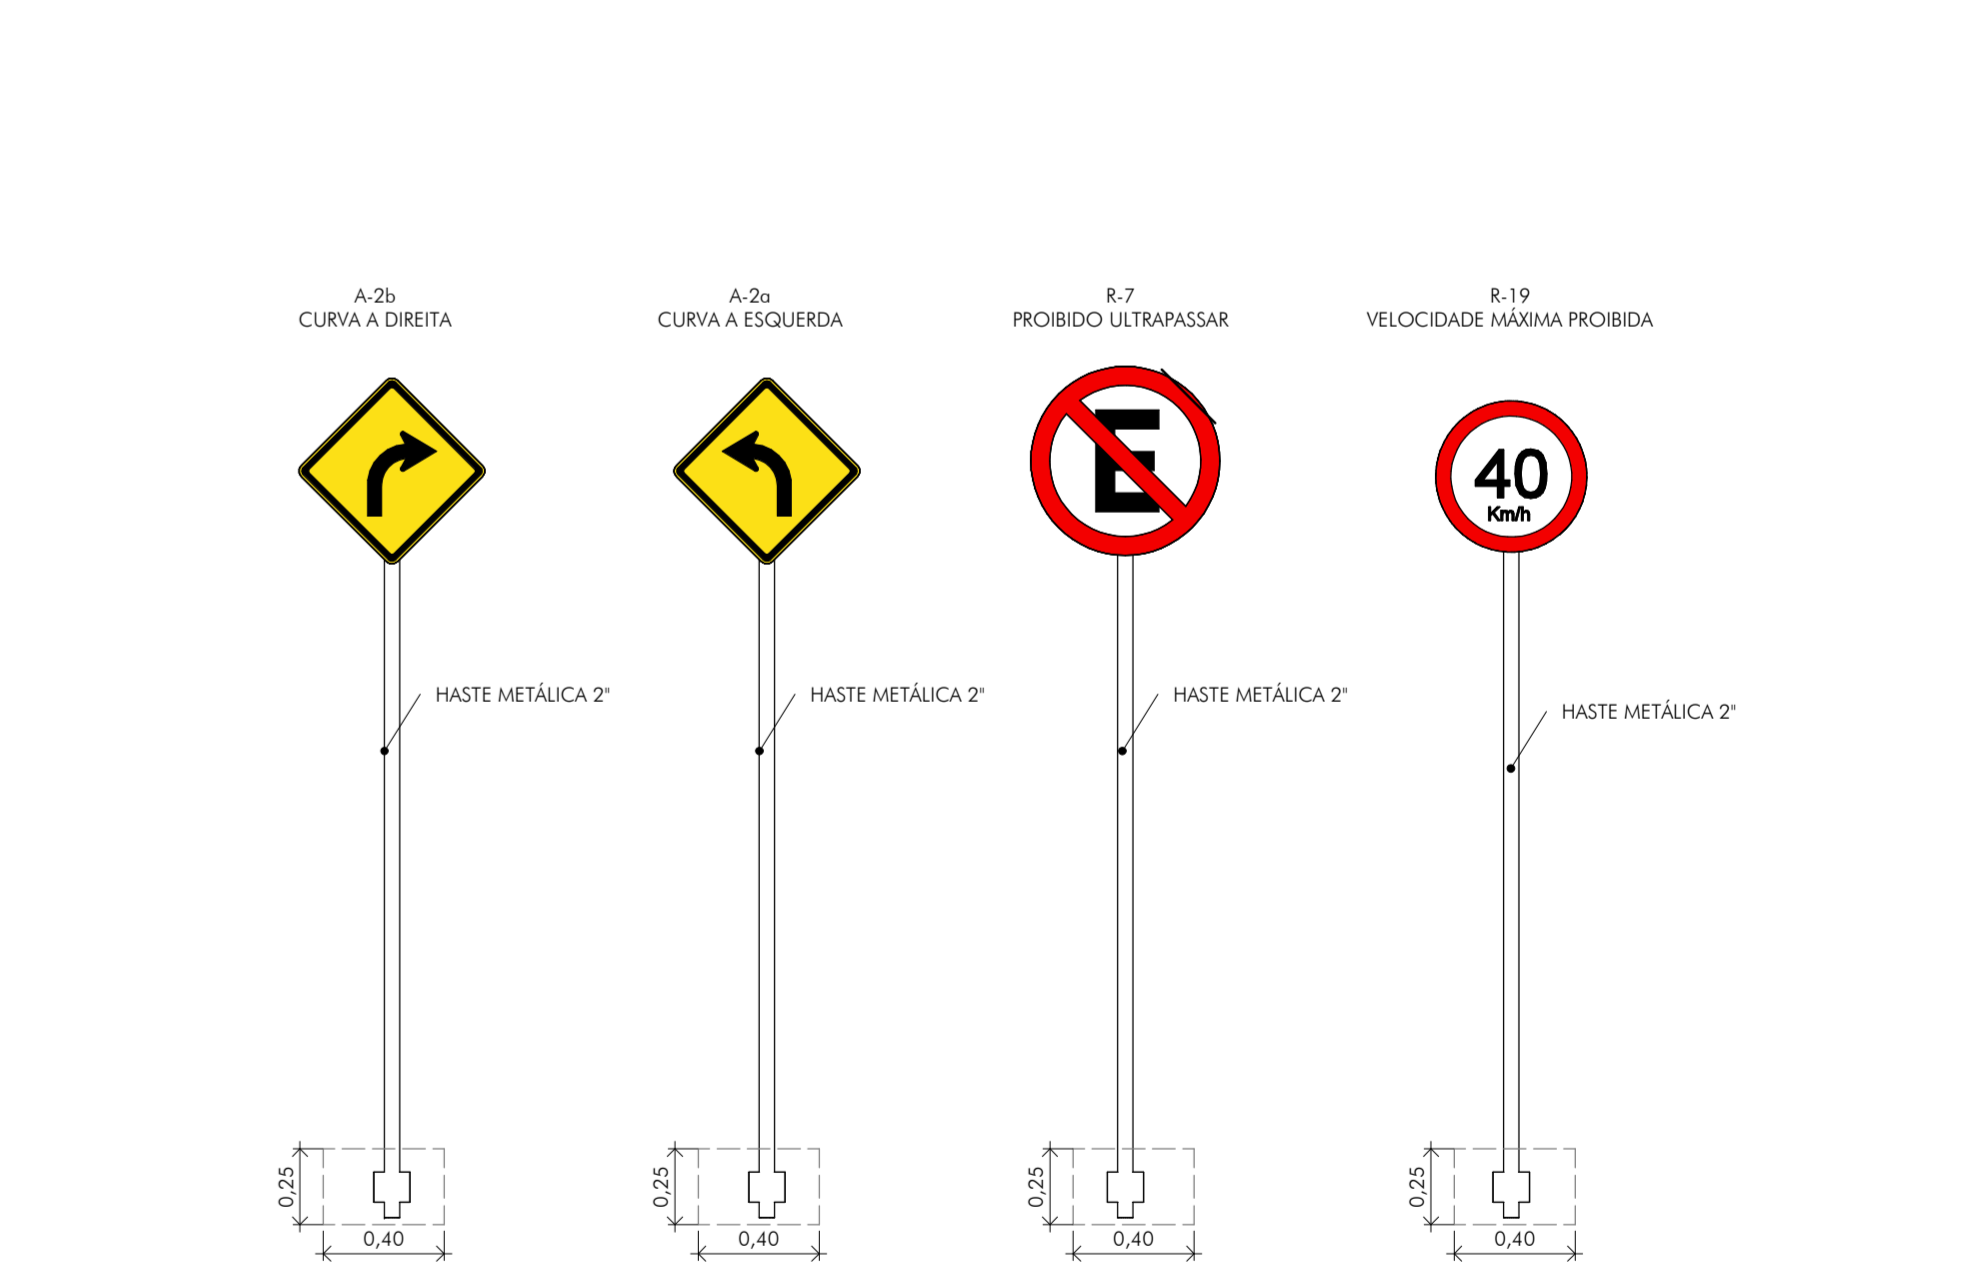 A-2b
CURVA A DIREITA
A-2a
CURVA A ESQUERDA
R-7
PROIBIDO ULTRAPASSAR
R-19
VELOCIDADE MÁXIMA PROIBIDA
E
40
Km/h
HASTE METÁLICA 2"
HASTE METÁLICA 2"
HASTE METÁLICA 2"
HASTE METÁLICA 2"
0,25
0,40
0,25
0,40
0,25
0,40
0,25
0,40